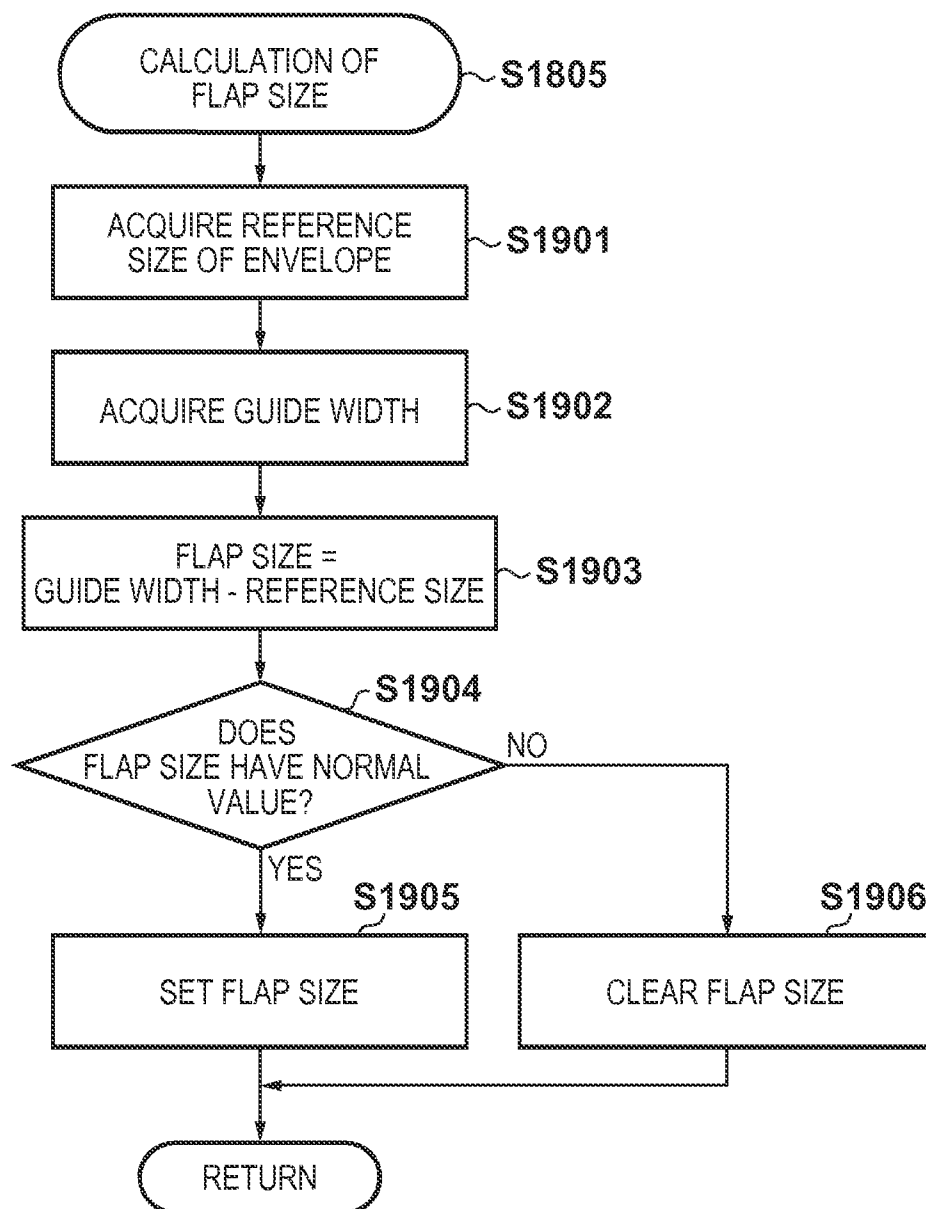 CALCULATION OF
FLAP SIZE
S1805
ACQUIRE REFERENCE
SIZE OF ENVELOPE
S1901
ACQUIRE GUIDE WIDTH
S1902
FLAP SIZE =
GUIDE WIDTH - REFERENCE SIZE
S1903
S1904
DOES
FLAP SIZE HAVE NORMAL
VALUE?
NO
YES
S1905
SET FLAP SIZE
S1906
CLEAR FLAP SIZE
RETURN